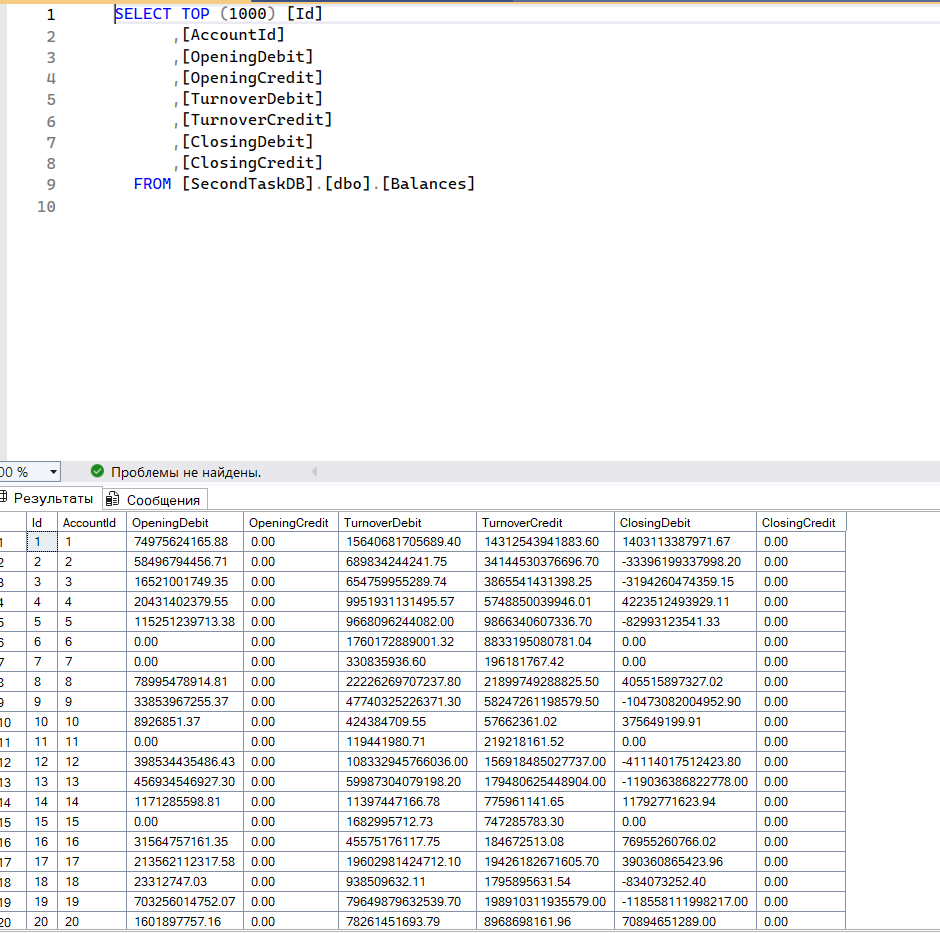 1 SELECT TOP (1000) [Id]
2 ,[AccountId]
3 ,[OpeningDebit]
4 ,[OpeningCredit]
5 ,[TurnoverDebit]
6 ,[TurnoverCredit]
7 ,[ClosingDebit]
8 ,[ClosingCredit]
9 FROM [SecondTaskDB].[dbo].[Balances]
10
00 % Проблемы не найдены.
Результаты Сообщения
Id AccountId OpeningDebit OpeningCredit TurnoverDebit TurnoverCredit ClosingDebit ClosingCredit
1 1 1 74975624165.88 0.00 15640681705689.40 14312543941883.60 1403113387971.67 0.00
2 2 2 58496794456.71 0.00 689834244241.75 34144530376696.70 -33396199337998.20 0.00
3 3 3 16521001749.35 0.00 654759955289.74 3865541431398.25 -3194260474359.15 0.00
4 4 4 20431402379.55 0.00 9951931131495.57 5748850039946.01 4223512493929.11 0.00
5 5 5 115251239713.38 0.00 9668096244082.00 9866340607336.70 -82993123541.33 0.00
6 6 6 0.00 0.00 1760172889001.32 8833195080781.04 0.00 0.00
7 7 7 0.00 0.00 330835936.60 196181767.42 0.00 0.00
8 8 8 78995478914.81 0.00 22226269707237.80 21899749288825.50 405515897327.02 0.00
9 9 9 33853967255.37 0.00 47740325226371.30 58247261198579.50 -10473082004952.90 0.00
10 10 10 8926851.37 0.00 424384709.55 57662361.02 375649199.91 0.00
11 11 11 0.00 0.00 119441980.71 219218161.52 0.00 0.00
12 12 12 398534435486.43 0.00 108332945766036.00 156918485027737.00 -41114017512423.80 0.00
13 13 13 456934546927.30 0.00 59987304079198.20 179480625448904.00 -119036386822778.00 0.00
14 14 14 1171285598.81 0.00 11397447166.78 775961141.65 11792771623.94 0.00
15 15 15 0.00 0.00 1682995712.73 747285783.30 0.00 0.00
16 16 16 31564757161.35 0.00 45575176117.75 184672513.08 76955260766.02 0.00
17 17 17 213562112317.58 0.00 19602981424712.10 19426182671605.70 390360865423.96 0.00
18 18 18 23312747.03 0.00 938509632.11 1795895631.54 -834073252.40 0.00
19 19 19 703256014752.07 0.00 79649879632539.70 198910311935579.00 -118558111998217.00 0.00
20 20 20 1601897757.16 0.00 78261451693.79 8968698161.96 70894651289.00 0.00